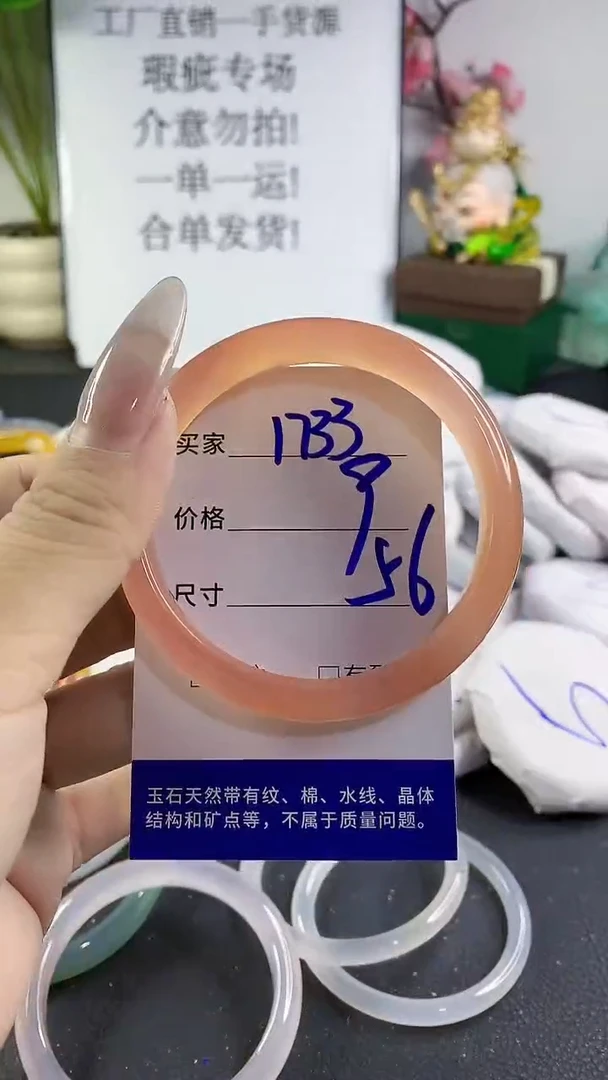 工厂直销一手货源
瑕疵专场
介意勿拍!
一单一运!
合单发货!
买家 1733
价格 9
尺寸 56
玉石天然带有纹、棉、水线、晶体
结构和矿点等，不属于质量问题。